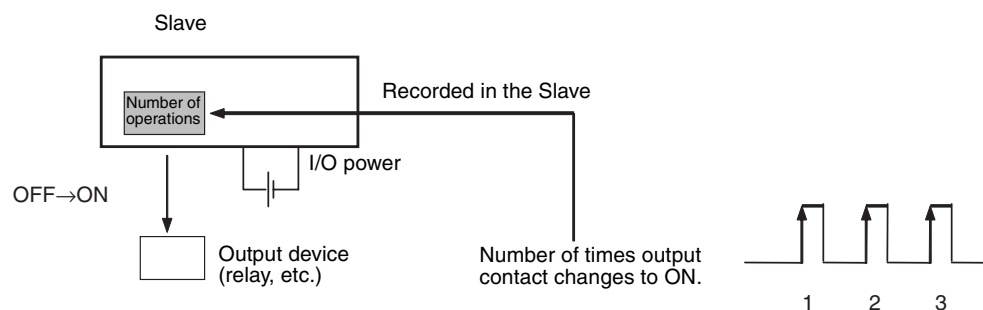 Slave
Number of
operations
Recorded in the Slave
I/O power
OFF→ON
Output device
(relay, etc.)
Number of times output
contact changes to ON.
1 2 3